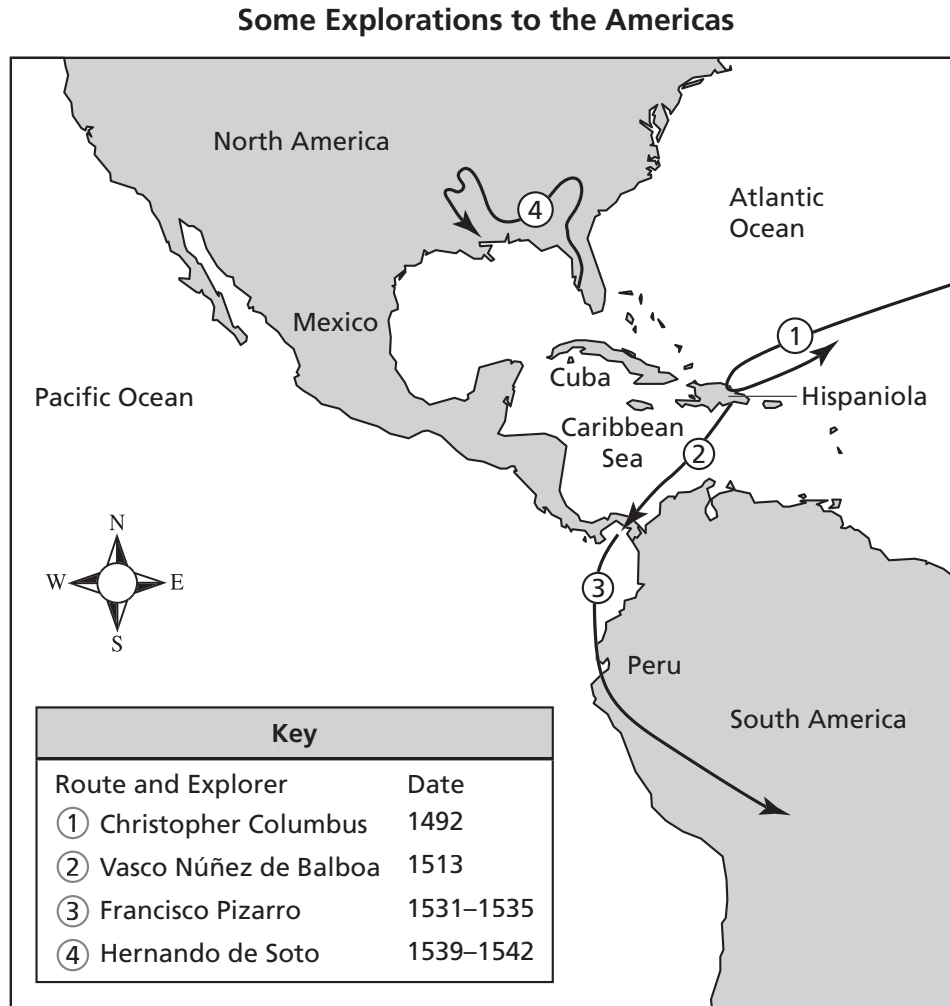 Some Explorations to the Americas
North America
4
Atlantic
Ocean
1
Mexico
Pacific Ocean
Cuba
Hispaniola
Caribbean
Sea
2
N
W E
S
3
Peru
South America
Key
Route and Explorer Date
1 Christopher Columbus 1492
2 Vasco Núñez de Balboa 1513
3 Francisco Pizarro 1531–1535
4 Hernando de Soto 1539–1542